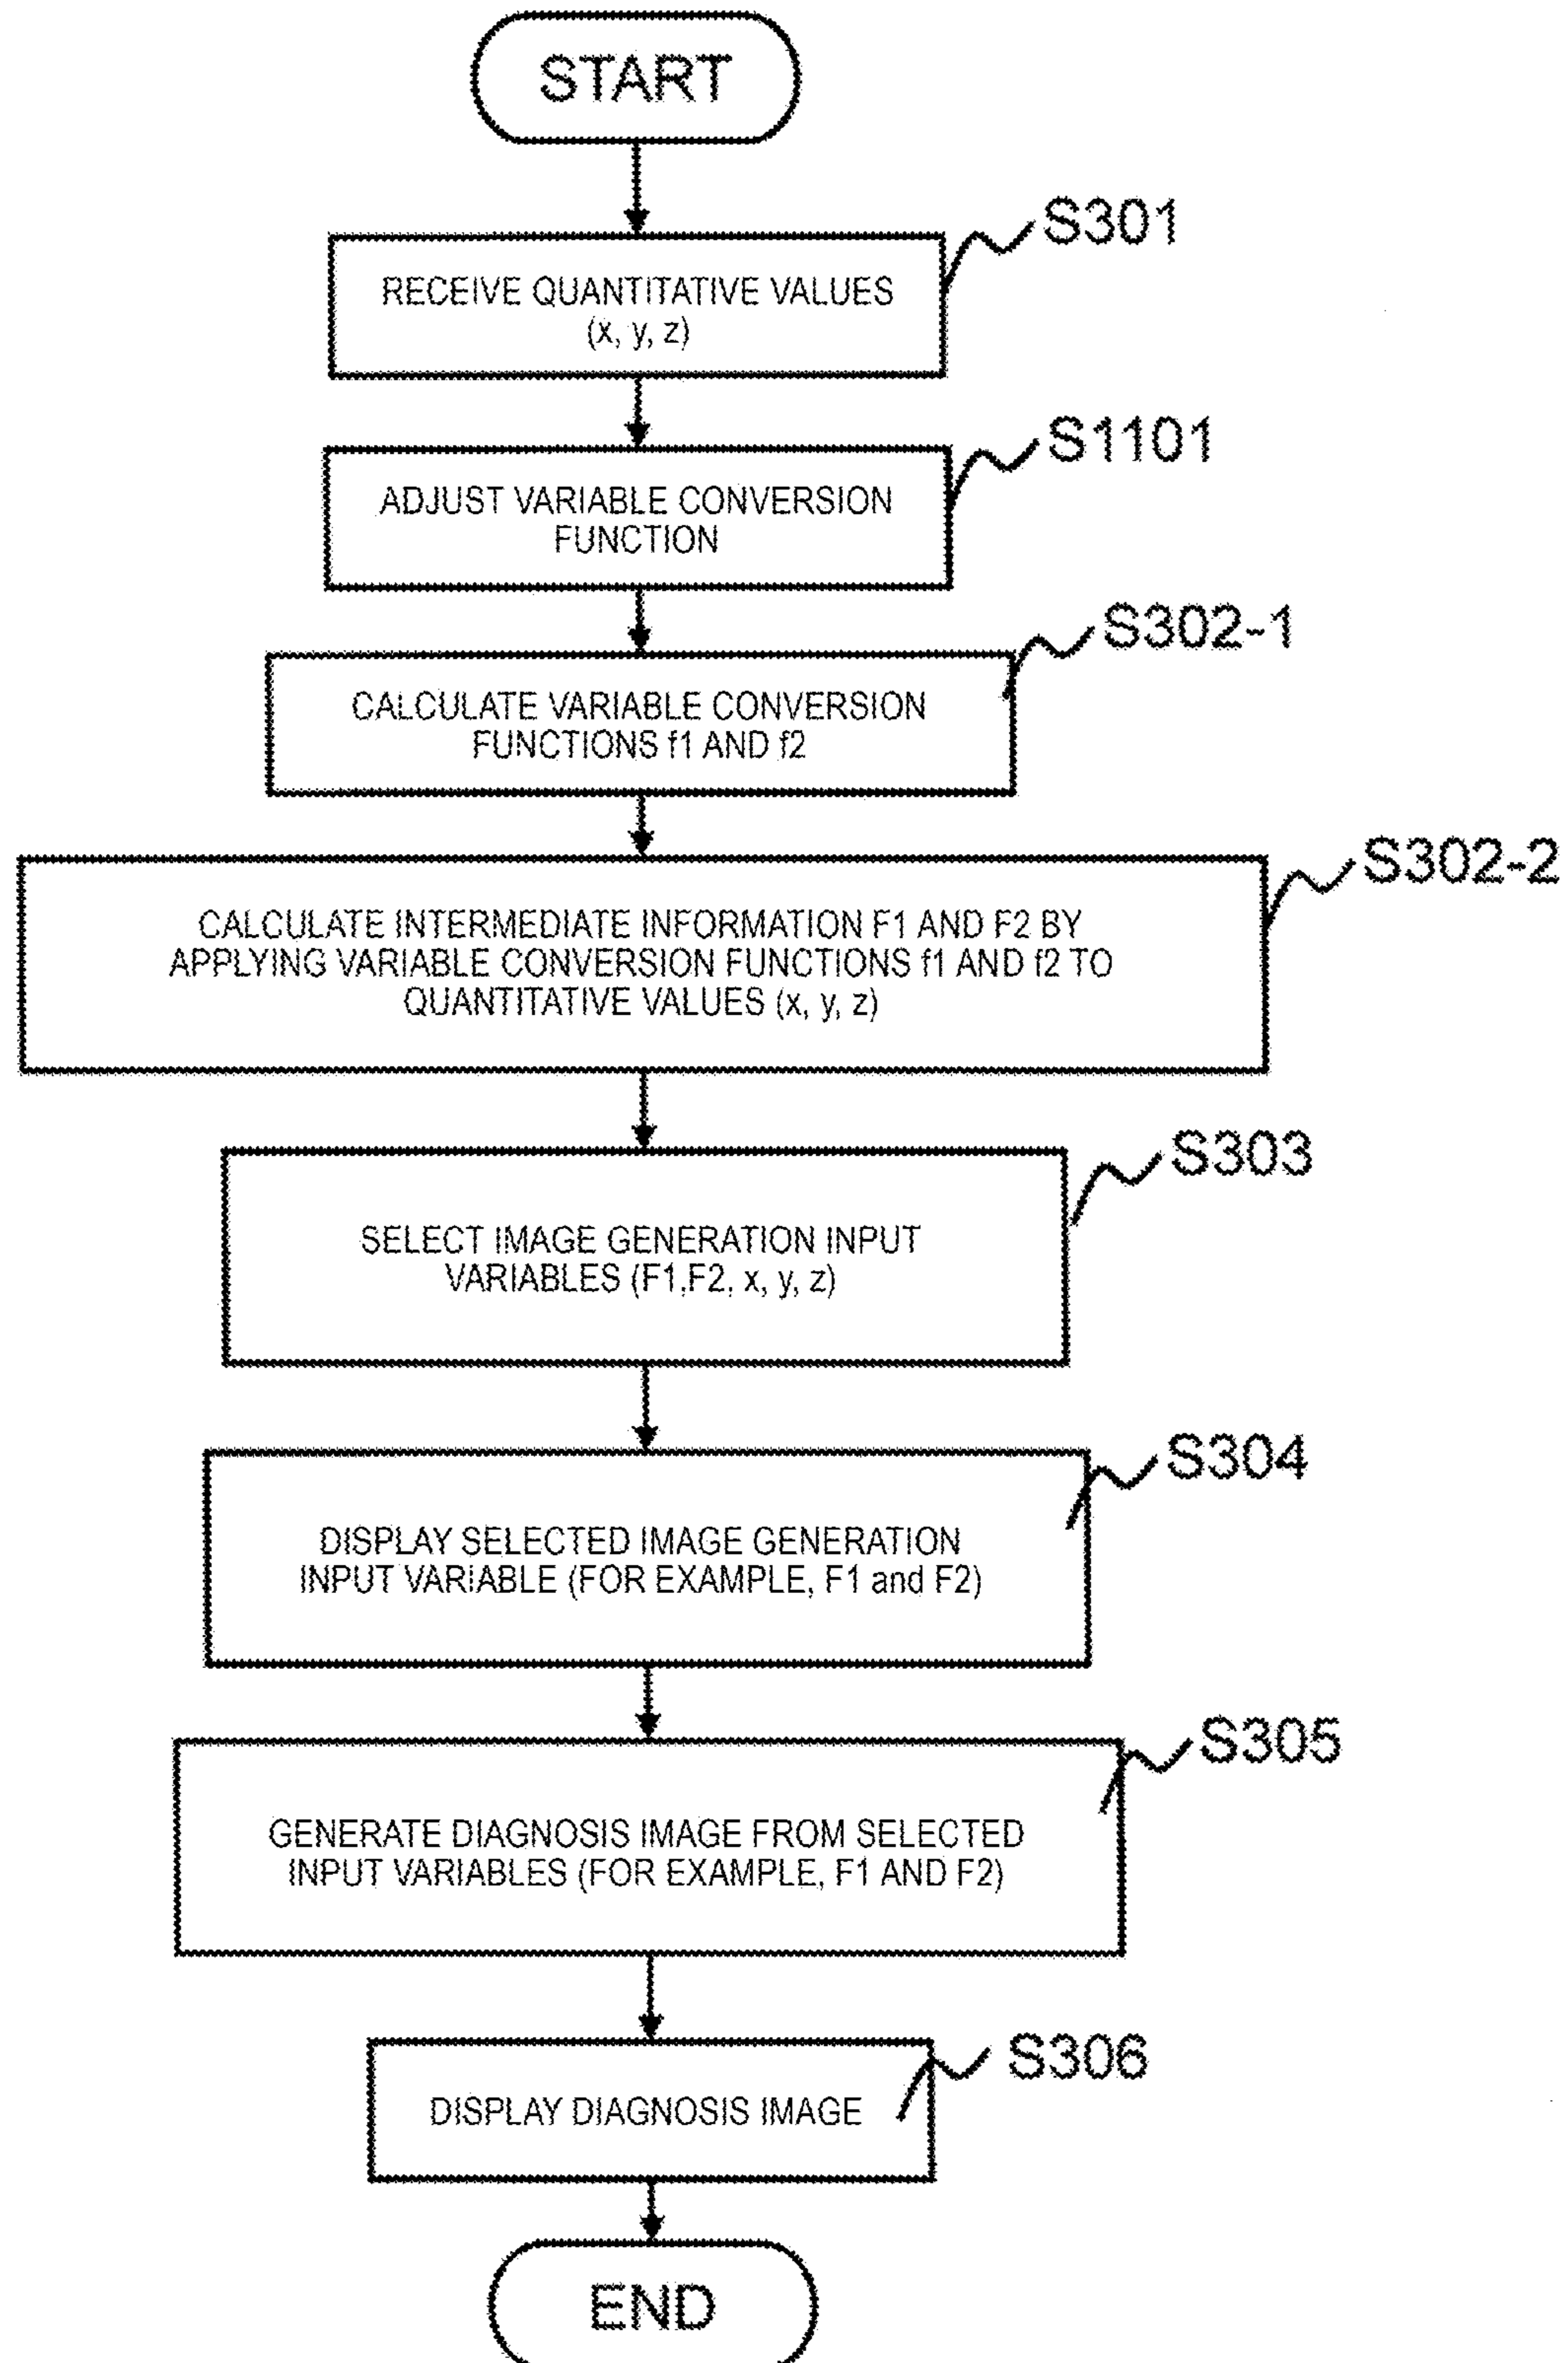 START
S301
RECEIVE QUANTITATIVE VALUES
(x, y, z)
S1101
ADJUST VARIABLE CONVERSION
FUNCTION
S302-1
CALCULATE VARIABLE CONVERSION
FUNCTIONS f1 AND f2
S302-2
CALCULATE INTERMEDIATE INFORMATION F1 AND F2 BY
APPLYING VARIABLE CONVERSION FUNCTIONS f1 AND f2 TO
QUANTITATIVE VALUES (x, y, z)
S303
SELECT IMAGE GENERATION INPUT
VARIABLES (F1,F2, x, y, z)
S304
DISPLAY SELECTED IMAGE GENERATION
INPUT VARIABLE (FOR EXAMPLE, F1 and F2)
S305
GENERATE DIAGNOSIS IMAGE FROM SELECTED
INPUT VARIABLES (FOR EXAMPLE, F1 AND F2)
S306
DISPLAY DIAGNOSIS IMAGE
END